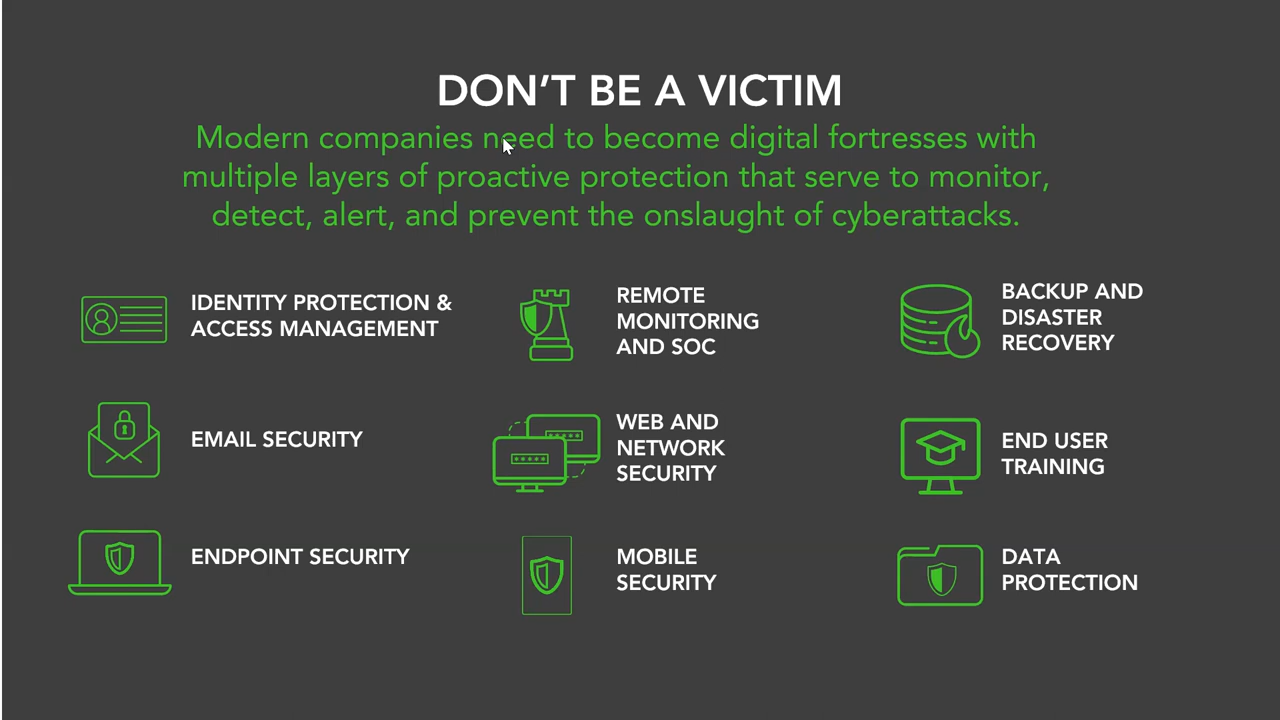 DON'T BE A VICTIM
Modern companies need to become digital fortresses with
multiple layers of proactive protection that serve to monitor,
detect, alert, and prevent the onslaught of cyberattacks.
IDENTITY PROTECTION &
ACCESS MANAGEMENT
REMOTE
MONITORING
AND SOC
BACKUP AND
DISASTER
RECOVERY
EMAIL SECURITY
WEB AND
NETWORK
SECURITY
END USER
TRAINING
ENDPOINT SECURITY
MOBILE
SECURITY
DATA
PROTECTION